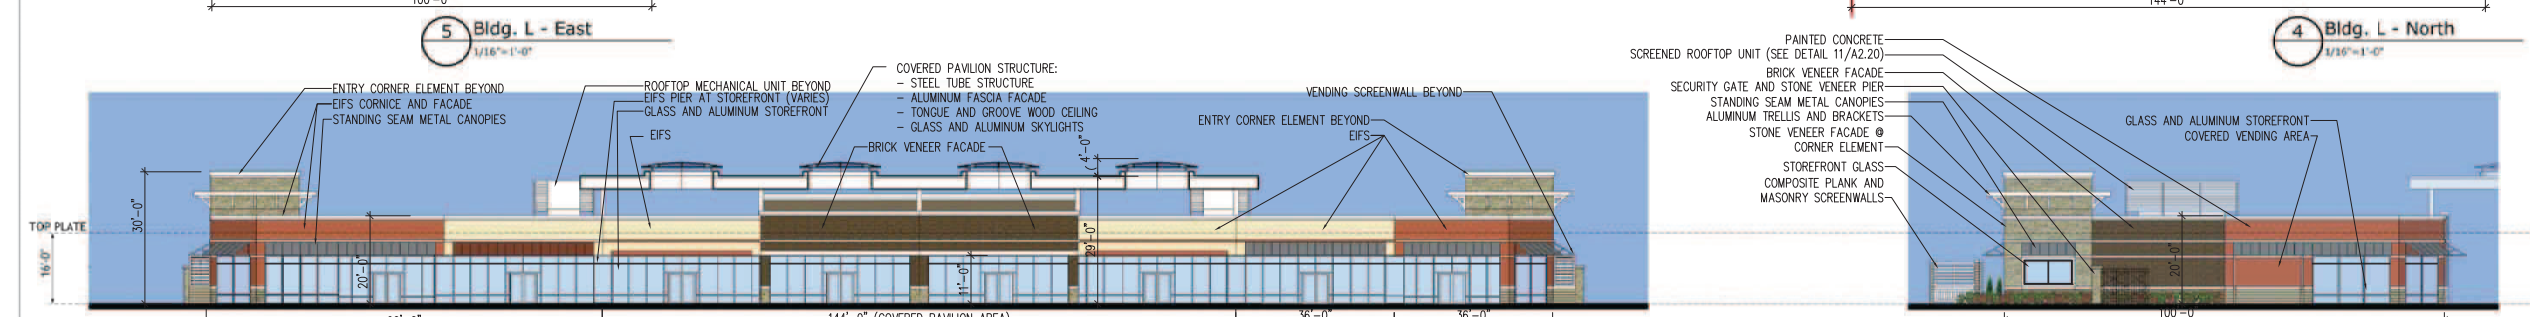 5 Bldg. L - East
1/16"=1'-0"
4 Bldg. L - North
1/16"=1'-0"
ENTRY CORNER ELEMENT BEYOND
EIFS CORNICE AND FACADE
STANDING SEAM METAL CANOPIES
ROOFTOP MECHANICAL UNIT BEYOND
EIFS PIER AT STOREFRONT (VARIES)
GLASS AND ALUMINUM STOREFRONT
EIFS
COVERED PAVILION STRUCTURE:
- STEEL TUBE STRUCTURE
- ALUMINUM FASCIA FACADE
- TONGUE AND GROOVE WOOD CEILING
- GLASS AND ALUMINUM SKYLIGHTS
BRICK VENEER FACADE
VENDING SCREENWALL BEYOND
ENTRY CORNER ELEMENT BEYOND
EIFS
TOP PLATE
16'-0"
30'-0"
20'-0"
11'-0"
29'-0"
(4'-0")
144'-0" (COVERED PAVILION AREA)
36'-0"
36'-0"
PAINTED CONCRETE
SCREENED ROOFTOP UNIT (SEE DETAIL 11/A2.20)
BRICK VENEER FACADE
SECURITY GATE AND STONE VENEER PIER
STANDING SEAM METAL CANOPIES
ALUMINUM TRELLIS AND BRACKETS
STONE VENEER FACADE @
CORNER ELEMENT
STOREFRONT GLASS
COMPOSITE PLANK AND
MASONRY SCREENWALLS
GLASS AND ALUMINUM STOREFRONT
COVERED VENDING AREA
20'-0"
100'-0"